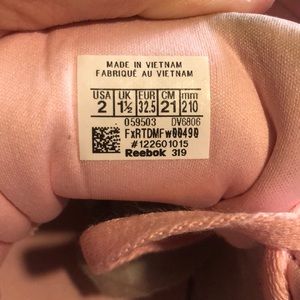 MADE IN VIETNAM
FABRIQUÉ AU VIETNAM
USA UK EUR CM mm
2 1½ 32.5 21 210
059503 DV6806
FxRTDMFw00490
#122601015
Reebok 319